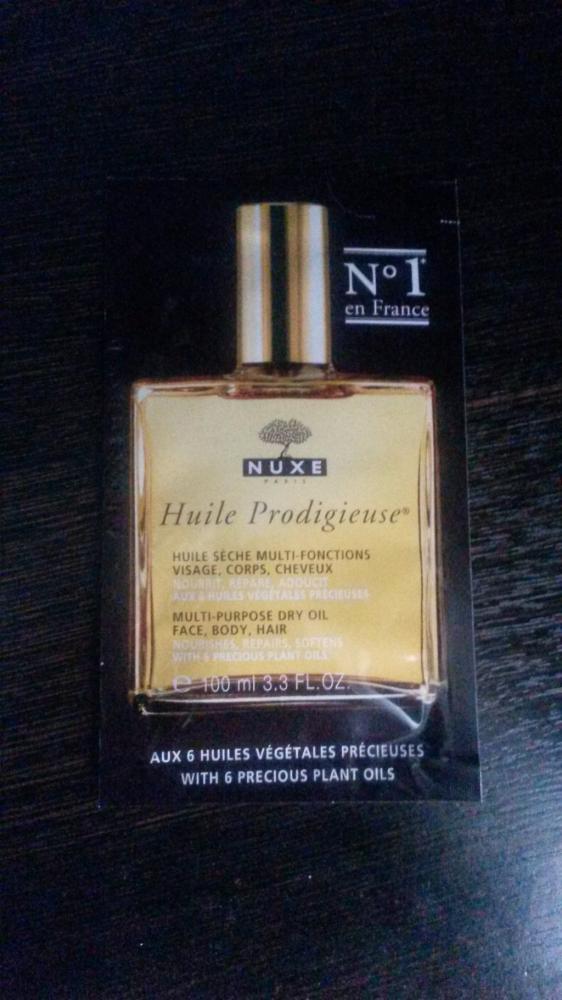 N° 1*
en France
NUXE
PARIS
Huile Prodigieuse®
HUILE SÈCHE MULTI-FONCTIONS
VISAGE, CORPS, CHEVEUX
NOURRIT, RÉPARE, ADOUCIT
AUX 6 HUILES VÉGÉTALES PRÉCIEUSES
MULTI-PURPOSE DRY OIL
FACE, BODY, HAIR
NOURISHES, REPAIRS, SOFTENS
WITH 6 PRECIOUS PLANT OILS
℮ 100 ml 3.3 FL.OZ.
AUX 6 HUILES VÉGÉTALES PRÉCIEUSES
WITH 6 PRECIOUS PLANT OILS